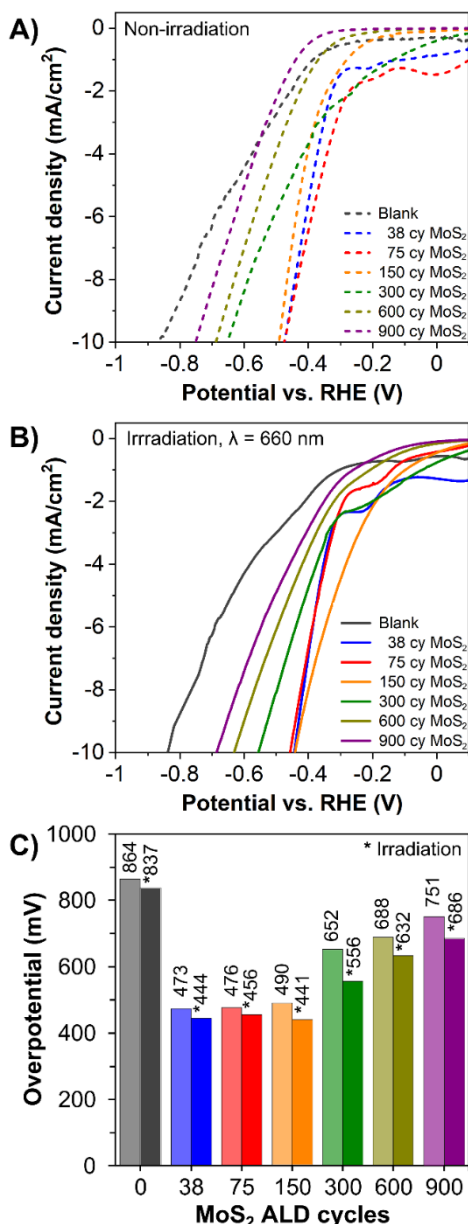 A)
Non-irradiation
0
-2
-4
-6
-8
-10
Current density (mA/cm²)
Blank
38 cy MoS₂
75 cy MoS₂
150 cy MoS₂
300 cy MoS₂
600 cy MoS₂
900 cy MoS₂
-1 -0.8 -0.6 -0.4 -0.2 0
Potential vs. RHE (V)
B)
Irrradiation, λ = 660 nm
0
-2
-4
-6
-8
-10
Current density (mA/cm²)
Blank
38 cy MoS₂
75 cy MoS₂
150 cy MoS₂
300 cy MoS₂
600 cy MoS₂
900 cy MoS₂
-1 -0.8 -0.6 -0.4 -0.2 0
Potential vs. RHE (V)
C)
* Irradiation
1000
800
600
400
200
0
Overpotential (mV)
864 *837
473 *444
476 *456
490 *441
652 *556
688 *632
751 *686
0 38 75 150 300 600 900
MoS₂ ALD cycles